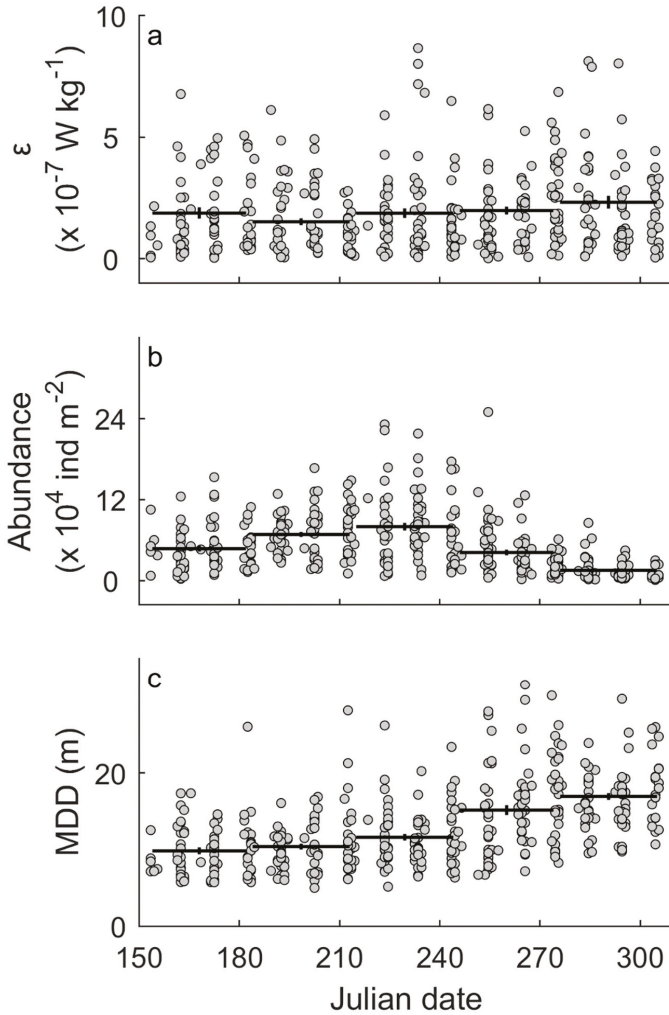 a
10
5
0
ε
(x 10⁻⁷ W kg⁻¹)
b
24
12
0
Abundance
(x 10⁴ ind m⁻²)
c
20
0
MDD (m)
150 180 210 240 270 300
Julian date